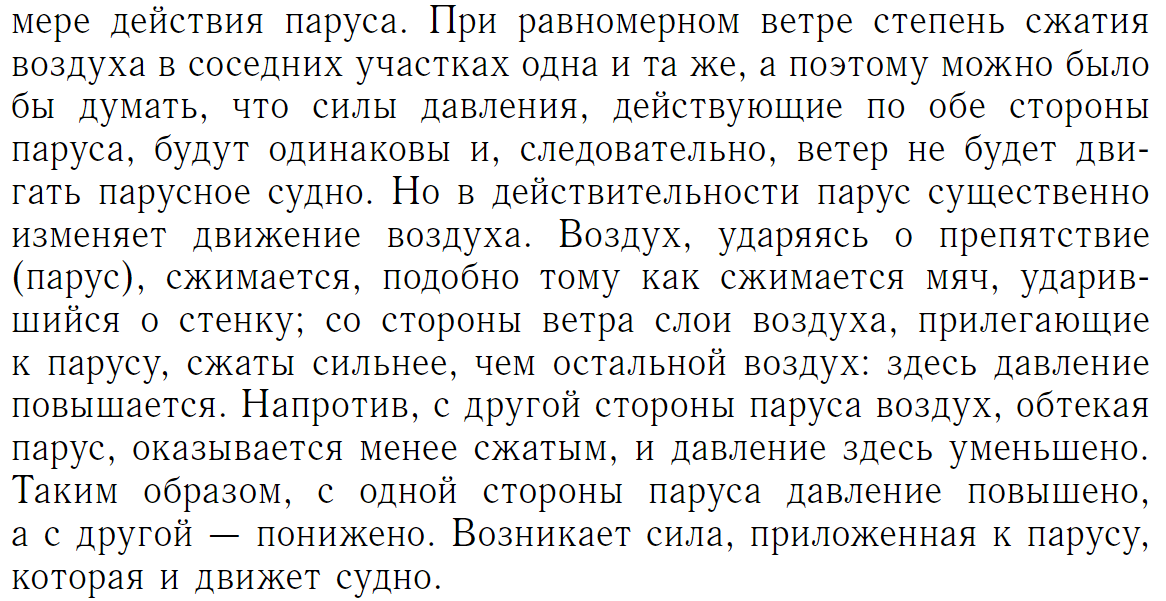 мере действия паруса. При равномерном ветре степень сжатия
воздуха в соседних участках одна и та же, а поэтому можно было
бы думать, что силы давления, действующие по обе стороны
паруса, будут одинаковы и, следовательно, ветер не будет дви-
гать парусное судно. Но в действительности парус существенно
изменяет движение воздуха. Воздух, ударяясь о препятствие
(парус), сжимается, подобно тому как сжимается мяч, ударив-
шийся о стенку; со стороны ветра слои воздуха, прилегающие
к парусу, сжаты сильнее, чем остальной воздух: здесь давление
повышается. Напротив, с другой стороны паруса воздух, обтекая
парус, оказывается менее сжатым, и давление здесь уменьшено.
Таким образом, с одной стороны паруса давление повышено,
а с другой — понижено. Возникает сила, приложенная к парусу,
которая и движет судно.